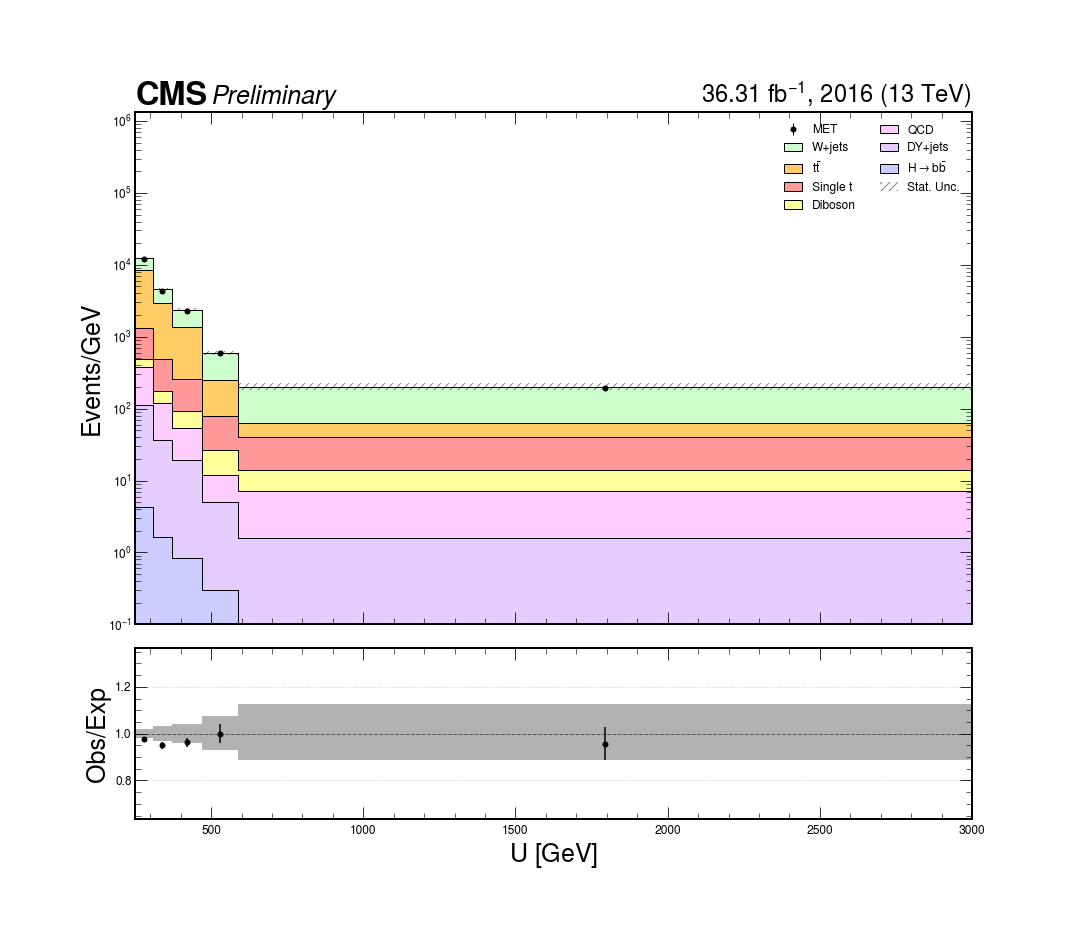 CMS Preliminary
36.31 fb⁻¹, 2016 (13 TeV)
MET
W+jets
tt̄
Single t
Diboson
QCD
DY+jets
H→bb̄
Stat. Unc.
Events/GeV
10⁶
10⁵
10⁴
10³
10²
10¹
10⁰
10⁻¹
Obs/Exp
1.2
1.0
0.8
500 1000 1500 2000 2500 3000
U [GeV]